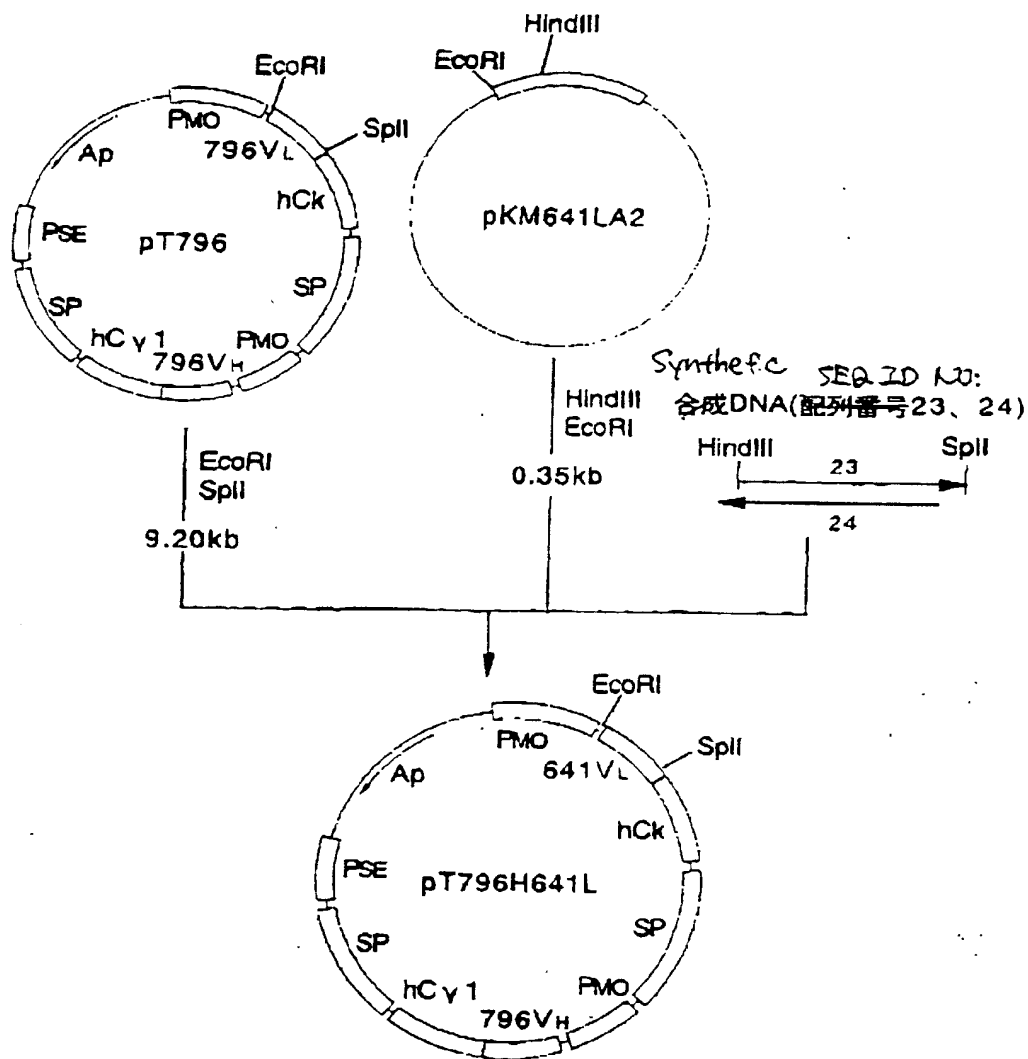 HindIII
EcoRI
EcoRI
PMO
SplI
796VL
Ap
hCk
PSE
pT796
pKM641LA2
SP
SP
hCγ1
PMO
796VH
Synthetic SEQ ID NO:
合成DNA(配列番号23、24)
HindIII
EcoRI
HindIII
SplI
23
24
EcoRI
SplI
0.35kb
9.20kb
EcoRI
PMO
SplI
641VL
Ap
hCk
PSE
pT796H641L
SP
SP
hCγ1
PMO
796VH